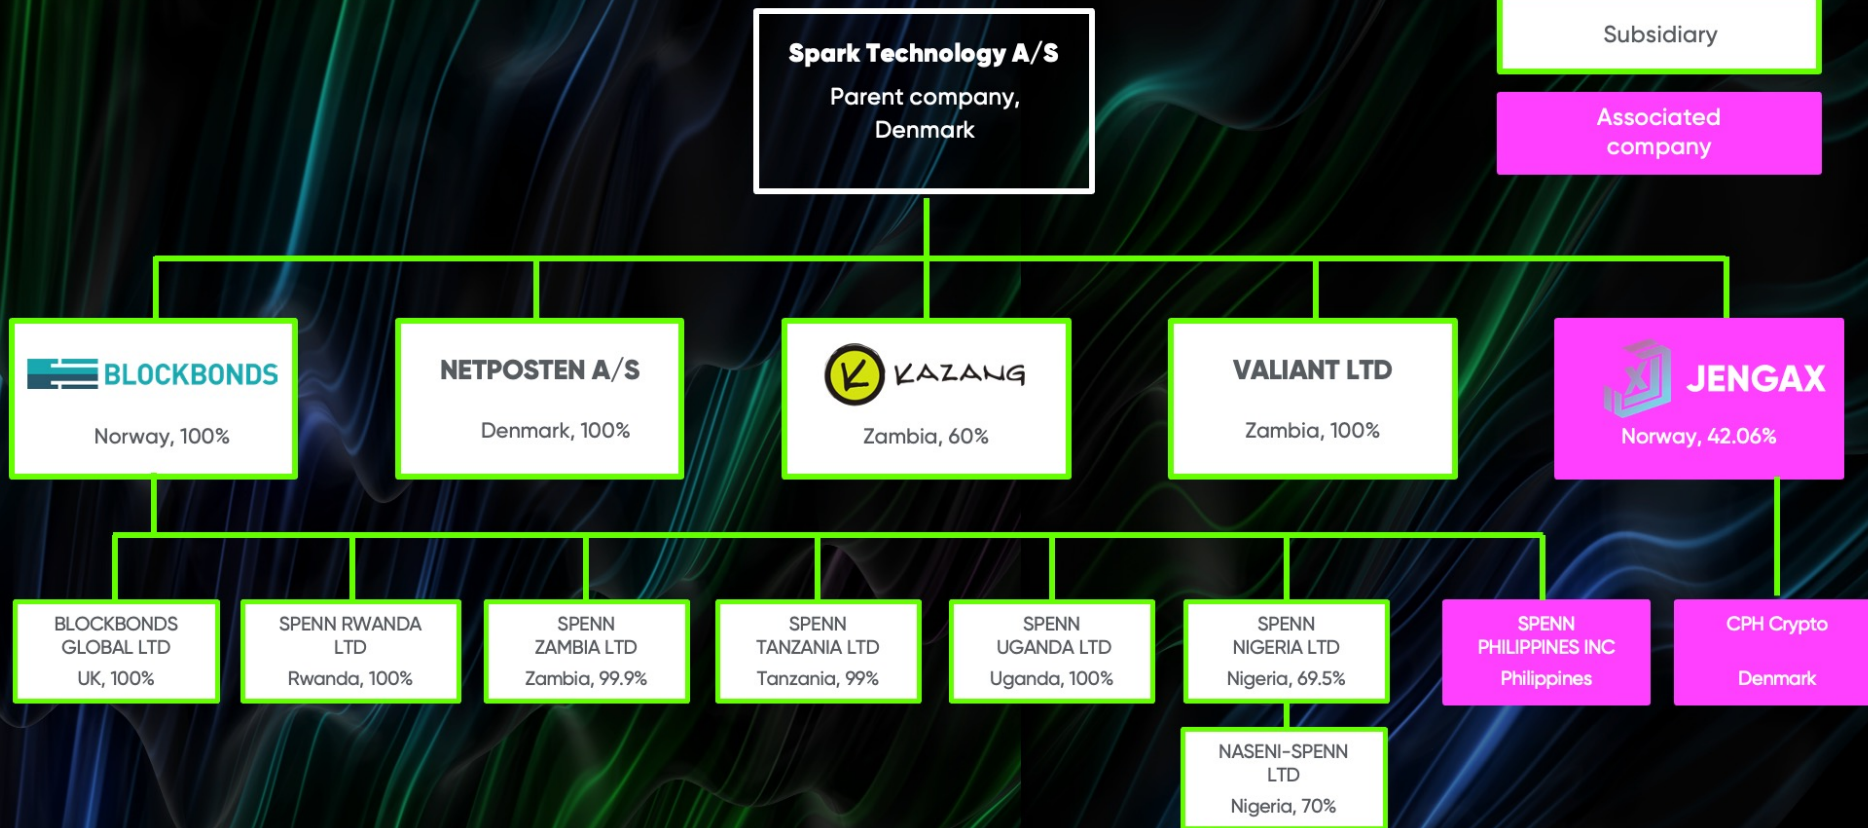 Spark Technology A/S
Parent company,
Denmark
Subsidiary
Associated
company
BLOCKBONDS
Norway, 100%
NETPOSTEN A/S
Denmark, 100%
KAZANG
Zambia, 60%
VALIANT LTD
Zambia, 100%
JENGAX
Norway, 42.06%
BLOCKBONDS
GLOBAL LTD
UK, 100%
SPENN RWANDA
LTD
Rwanda, 100%
SPENN
ZAMBIA LTD
Zambia, 99.9%
SPENN
TANZANIA LTD
Tanzania, 99%
SPENN
UGANDA LTD
Uganda, 100%
SPENN
NIGERIA LTD
Nigeria, 69.5%
SPENN
PHILIPPINES INC
Philippines
CPH Crypto
Denmark
NASENI-SPENN
LTD
Nigeria, 70%